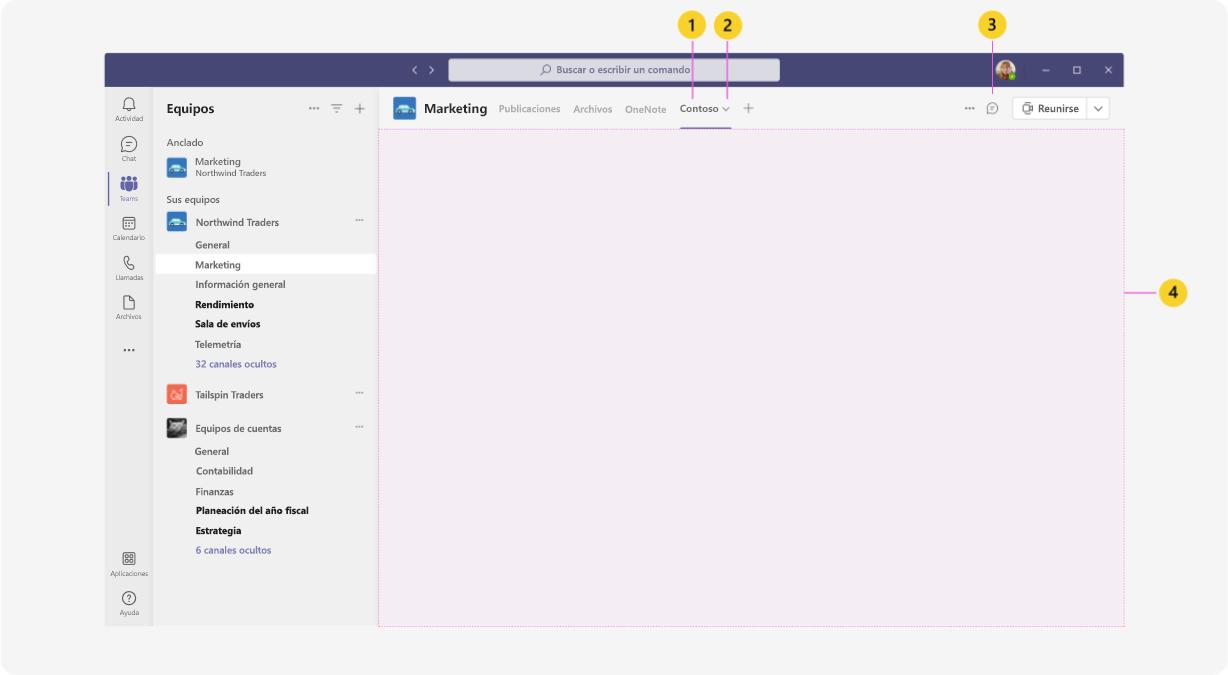 1
2
3
Buscar o escribir un comando
Actividad
Chat
Teams
Calendario
Llamadas
Archivos
Aplicaciones
Ayuda
Equipos
Anclado
Marketing
Northwind Traders
Sus equipos
Northwind Traders
General
Marketing
Información general
Rendimiento
Sala de envíos
Telemetría
32 canales ocultos
Tailspin Traders
Equipos de cuentas
General
Contabilidad
Finanzas
Planeación del año fiscal
Estrategia
6 canales ocultos
Marketing Publicaciones Archivos OneNote Contoso
Reunirse
4